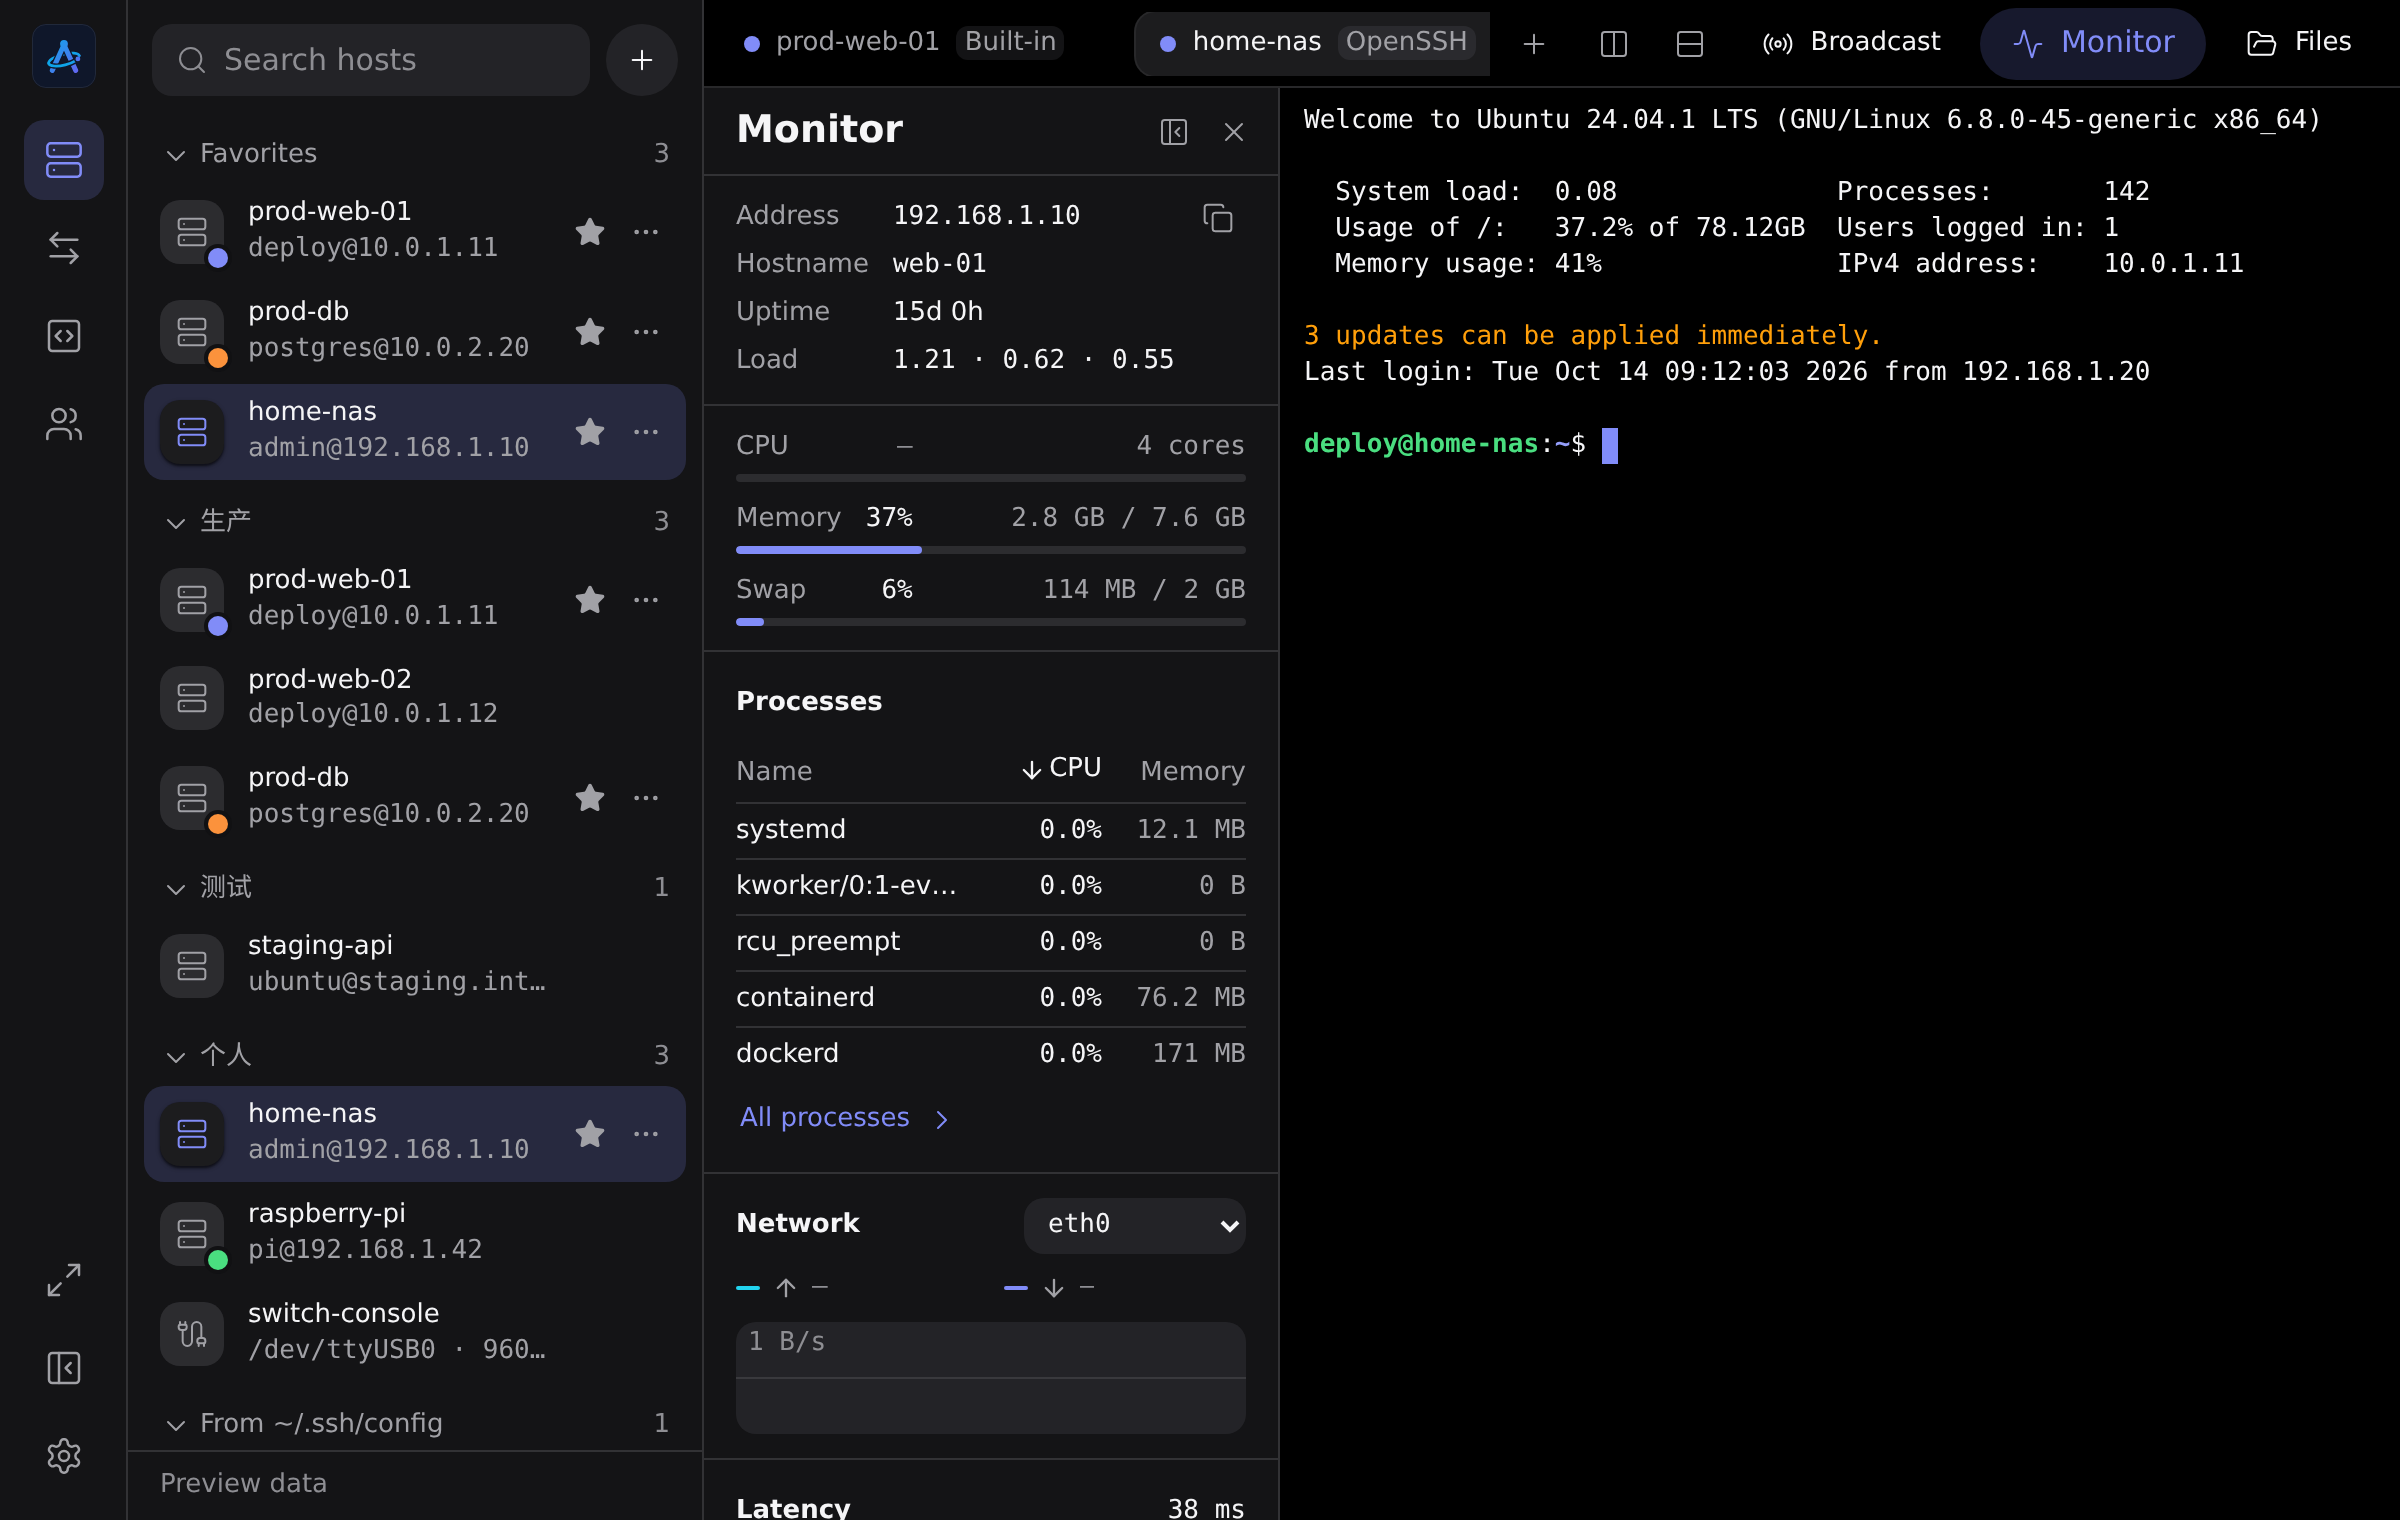 Search hosts
Favorites 3
prod-web-01
deploy@10.0.1.11
prod-db
postgres@10.0.2.20
home-nas
admin@192.168.1.10
生产 3
prod-web-01
deploy@10.0.1.11
prod-web-02
deploy@10.0.1.12
prod-db
postgres@10.0.2.20
测试 1
staging-api
ubuntu@staging.int…
个人 3
home-nas
admin@192.168.1.10
raspberry-pi
pi@192.168.1.42
switch-console
/dev/ttyUSB0 · 960…
From ~/.ssh/config 1
Preview data
prod-web-01 Built-in
home-nas OpenSSH
Broadcast
Monitor
Files
Monitor
Address 192.168.1.10
Hostname web-01
Uptime 15d 0h
Load 1.21 · 0.62 · 0.55
CPU – 4 cores
Memory 37% 2.8 GB / 7.6 GB
Swap 6% 114 MB / 2 GB
Processes
Name CPU Memory
systemd 0.0% 12.1 MB
kworker/0:1-ev… 0.0% 0 B
rcu_preempt 0.0% 0 B
containerd 0.0% 76.2 MB
dockerd 0.0% 171 MB
All processes
Network eth0
– –
1 B/s
Latency 38 ms
Welcome to Ubuntu 24.04.1 LTS (GNU/Linux 6.8.0-45-generic x86_64)
System load: 0.08 Processes: 142
Usage of /: 37.2% of 78.12GB Users logged in: 1
Memory usage: 41% IPv4 address: 10.0.1.11
3 updates can be applied immediately.
Last login: Tue Oct 14 09:12:03 2026 from 192.168.1.20
deploy@home-nas:~$